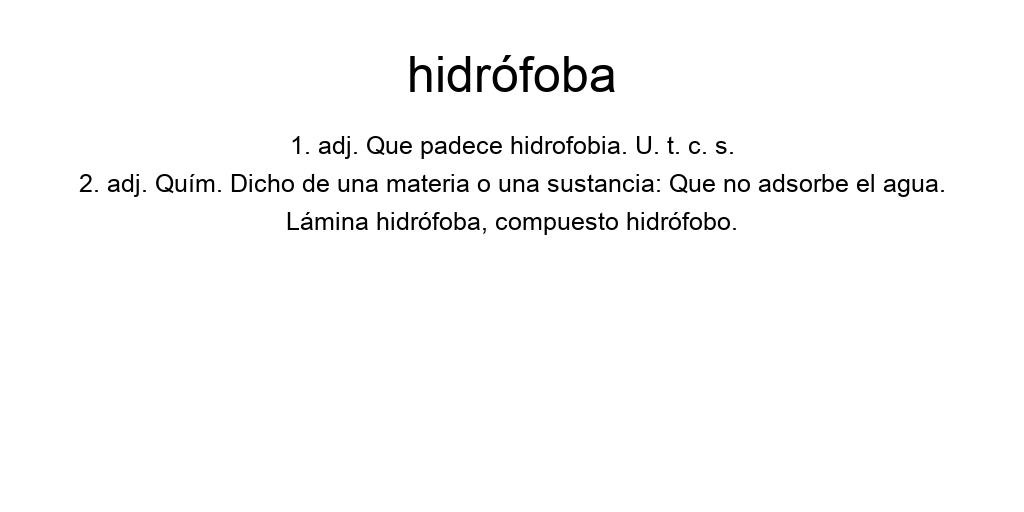 hidrófoba
1. adj. Que padece hidrofobia. U. t. c. s.
2. adj. Quím. Dicho de una materia o una sustancia: Que no adsorbe el agua.
Lámina hidrófoba, compuesto hidrófobo.